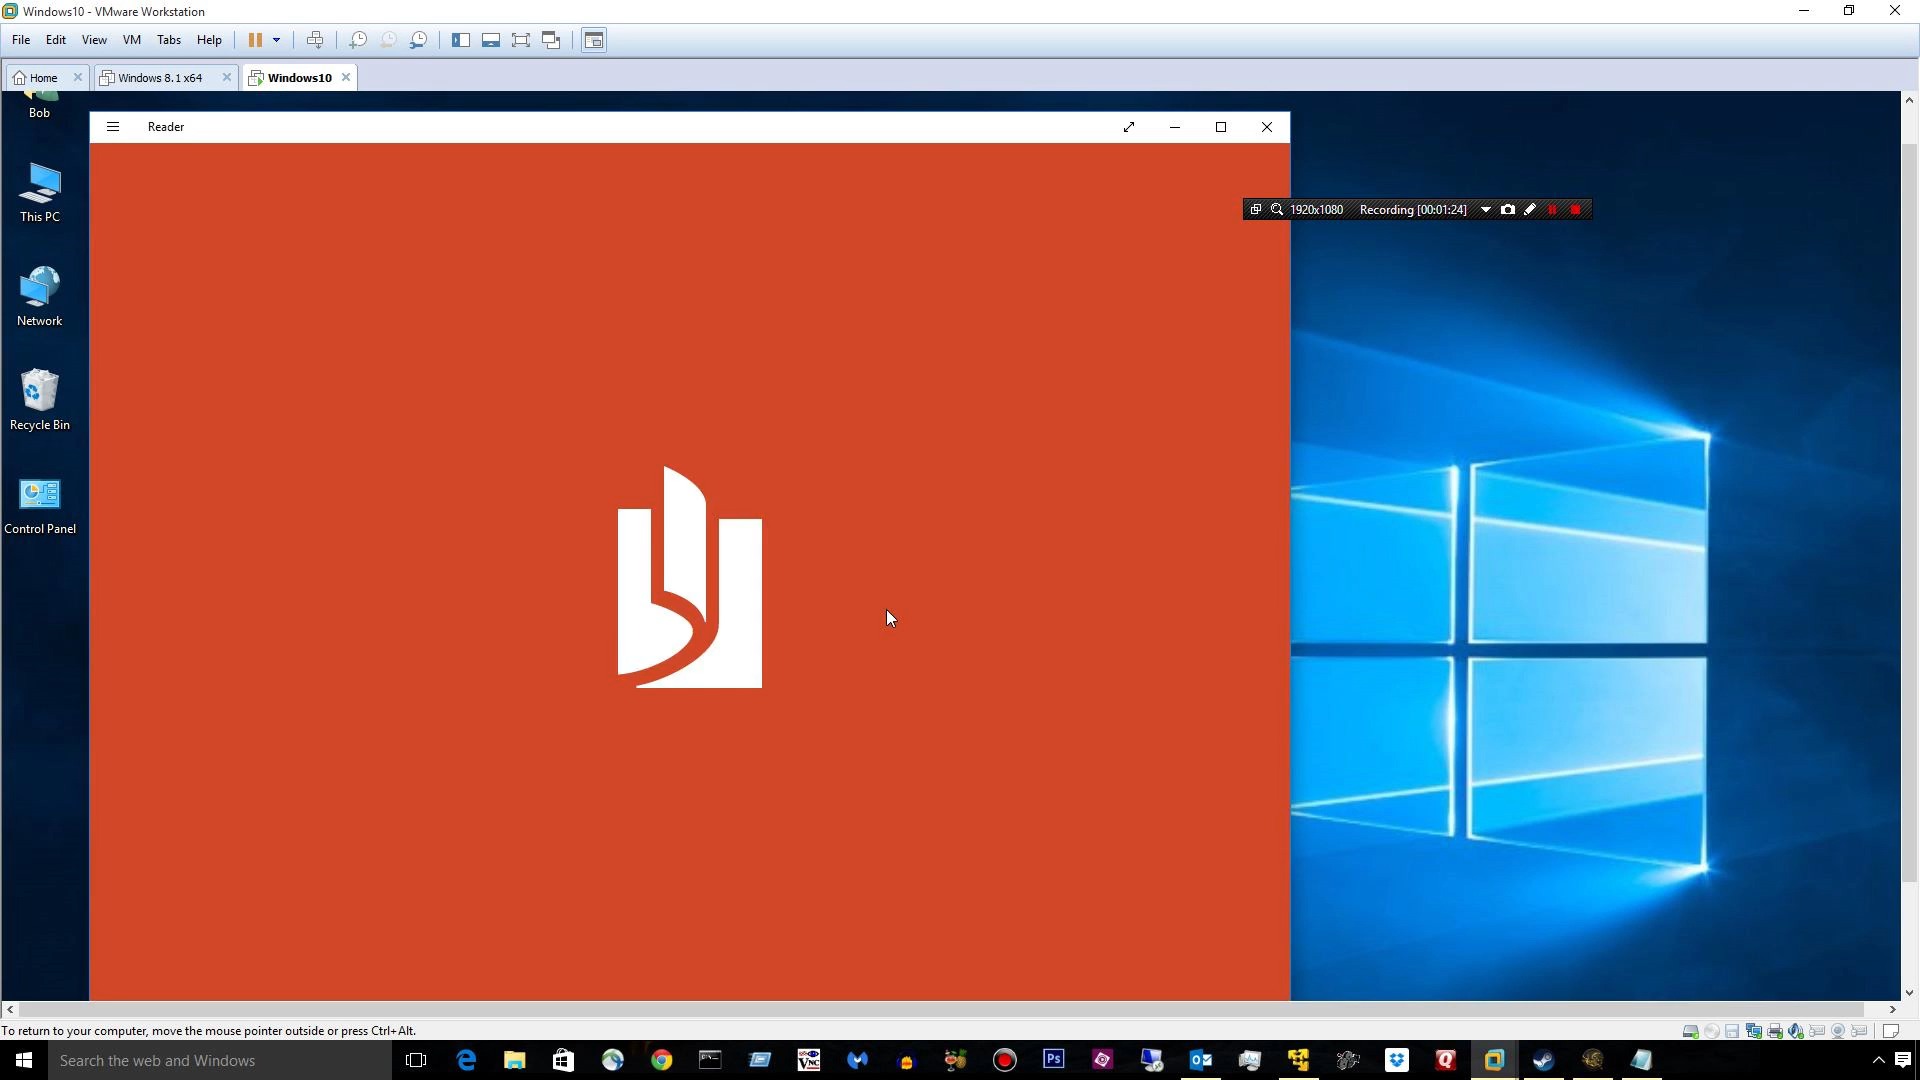 Windows10 - VMware Workstation
File Edit View VM Tabs Help
Home Windows 8.1 x64 Windows10
Bob
Reader
This PC
1920x1080 Recording [00:01:24]
Network
Recycle Bin
Control Panel
To return to your computer, move the mouse pointer outside or press Ctrl+Alt.
Search the web and Windows
Ps